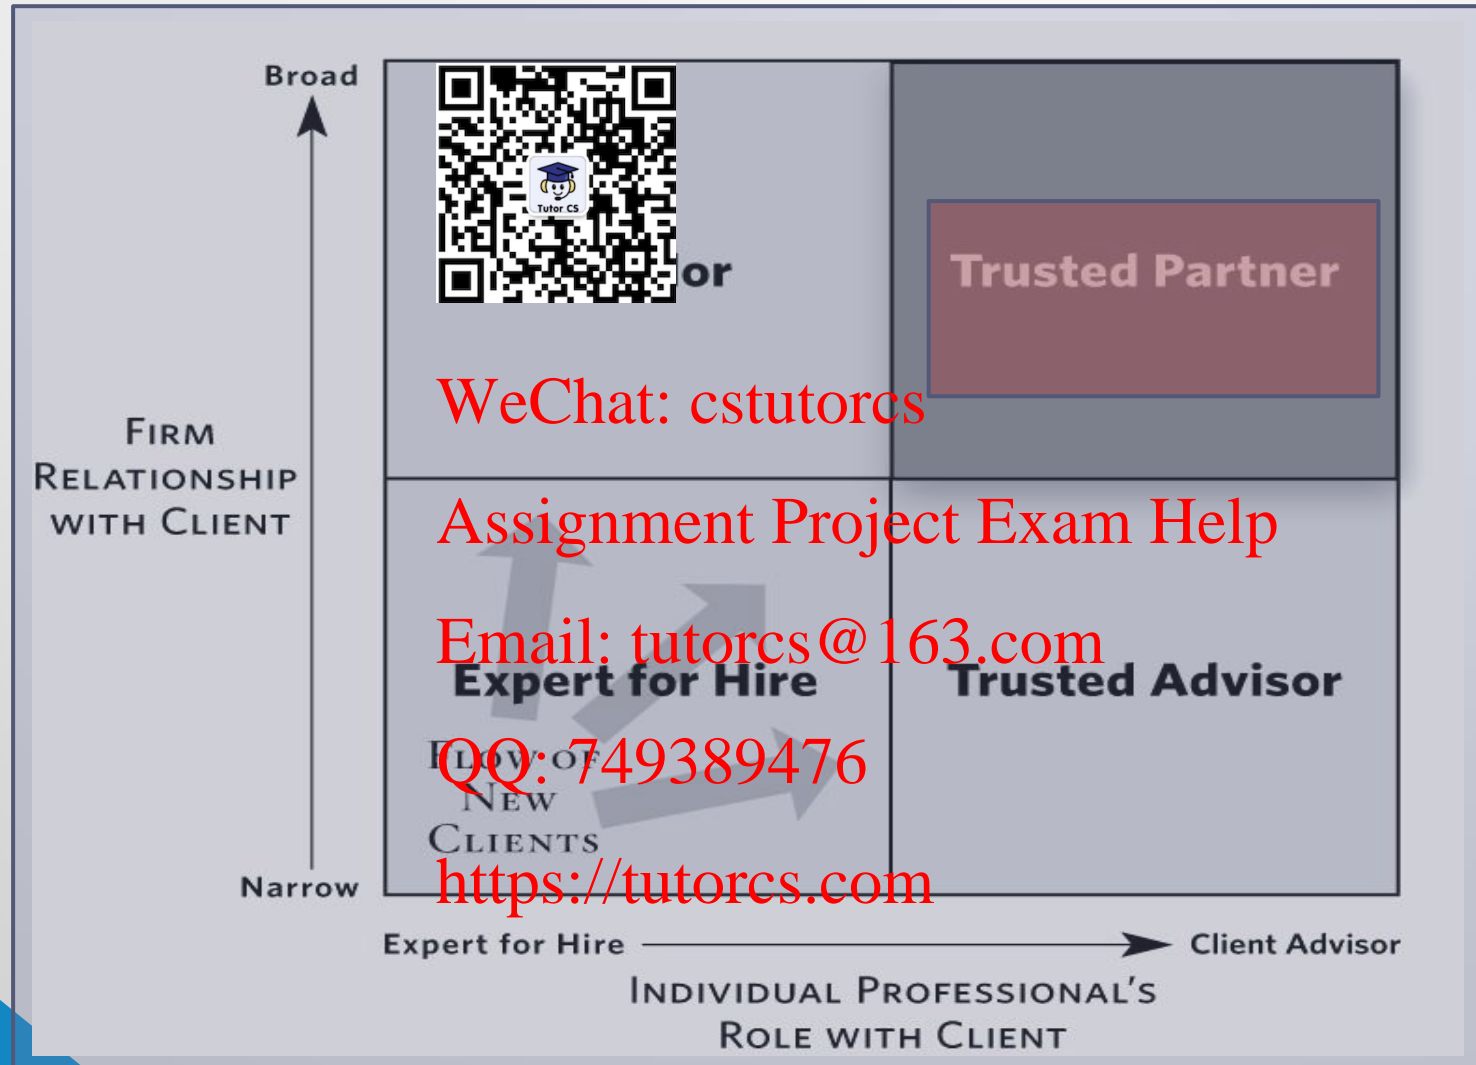 Broad
Tutor CS
or
Trusted Partner
WeChat: cstutorcs
FIRM
RELATIONSHIP
WITH CLIENT
Assignment Project Exam Help
Email: tutorcs@163.com
Expert for Hire
Trusted Advisor
QQ: 749389476
FLOW OF
NEW
CLIENTS
https://tutorcs.com
Narrow
Expert for Hire
Client Advisor
INDIVIDUAL PROFESSIONAL'S
ROLE WITH CLIENT